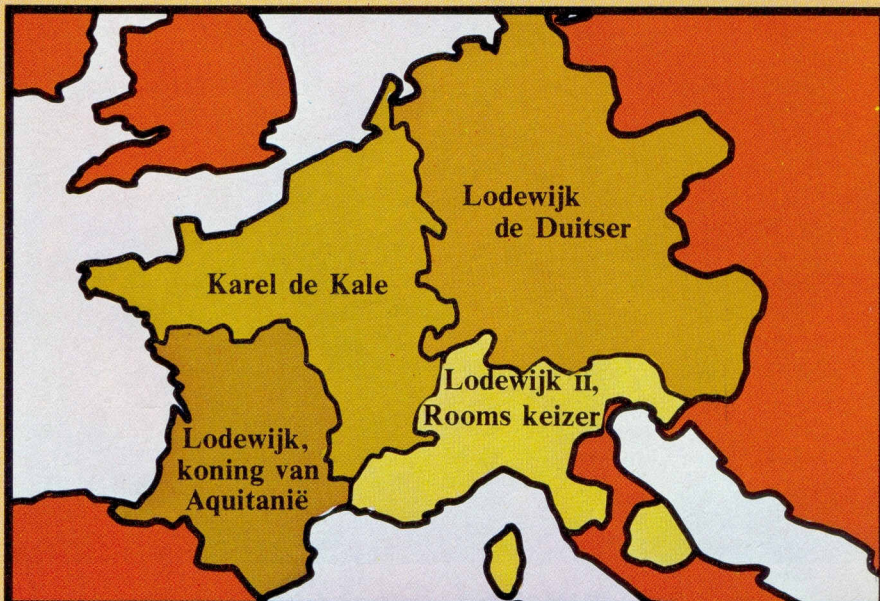 Lodewijk
de Duitser
Karel de Kale
Lodewijk II,
Rooms keizer
Lodewijk,
koning van
Aquitanië